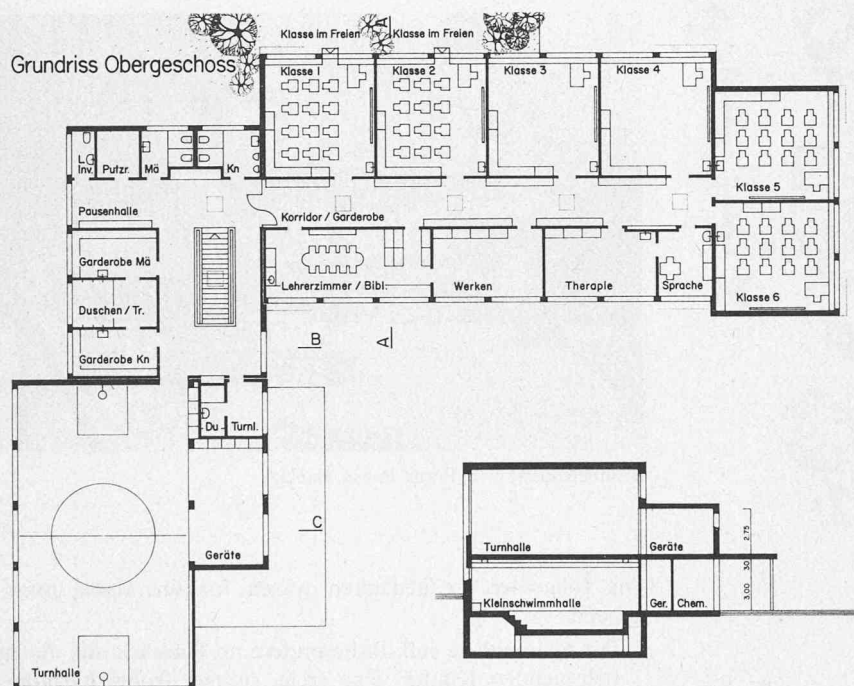 Klasse im Freien
A
Klasse im Freien
Grundriss Obergeschoss
Klasse 1
Klasse 2
Klasse 3
Klasse 4
L
Inv.
Putzr.
Mä
Kn
Klasse 5
Pausenhalle
Korridor / Garderobe
Garderobe Mä
Lehrerzimmer / Bibl.
Werken
Therapie
Sprache
Klasse 6
Duschen / Tr.
B
A
Garderobe Kn
Du
Turnl.
C
Geräte
Turnhalle
Turnhalle
Geräte
2.75
30
Kleinschwimmhalle
Ger.
Chem.
3.00